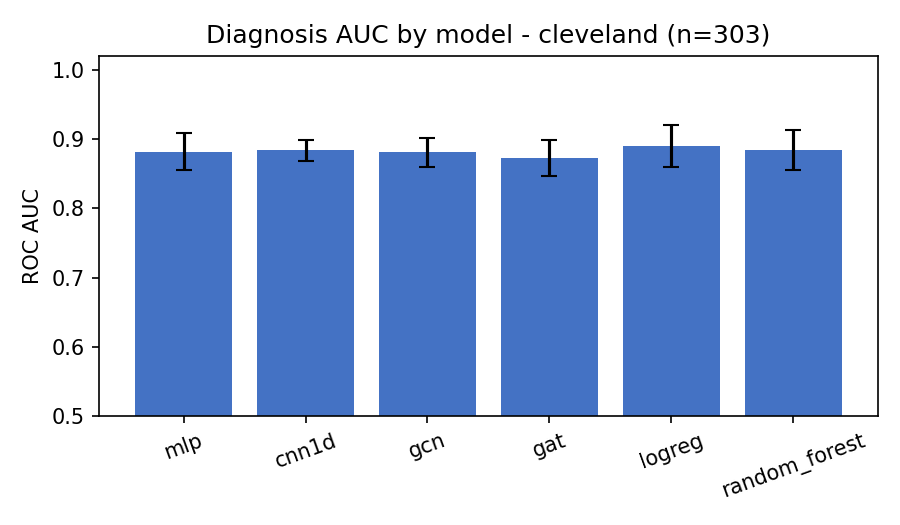 Diagnosis AUC by model - cleveland (n=303)
ROC AUC
1.0
0.9
0.8
0.7
0.6
0.5
mlp
cnn1d
gcn
gat
logreg
random_forest